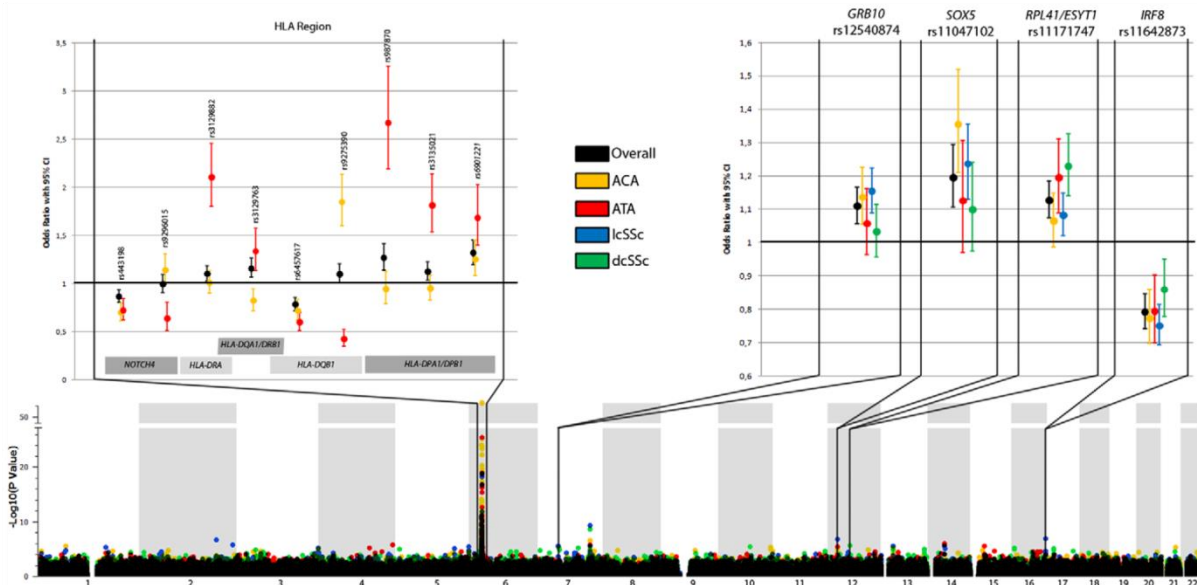 HLA Region
3,5
3
2,5
2
1,5
1
0,5
0
Odds Ratio with 95% CI
rs443198
rs9296015
rs3129882
rs3129763
rs6457617
rs9275390
rs987870
rs3135021
rs6901221
HLA-DQA1/DRB1
NOTCH4
HLA-DRA
HLA-DQB1
HLA-DPA1/DPB1
Overall
ACA
ATA
lcSSc
dcSSc
GRB10 SOX5 RPL41/ESYT1 IRF8
rs12540874 rs11047102 rs11171747 rs11642873
1,6
1,5
1,4
1,3
1,2
1,1
1
0,9
0,8
0,7
0,6
Odds Ratio with 95% CI
50
20
10
0
-Log10(P Value)
1 2 3 4 5 6 7 8 9 10 11 12 13 14 15 16 17 18 19 20 21 22